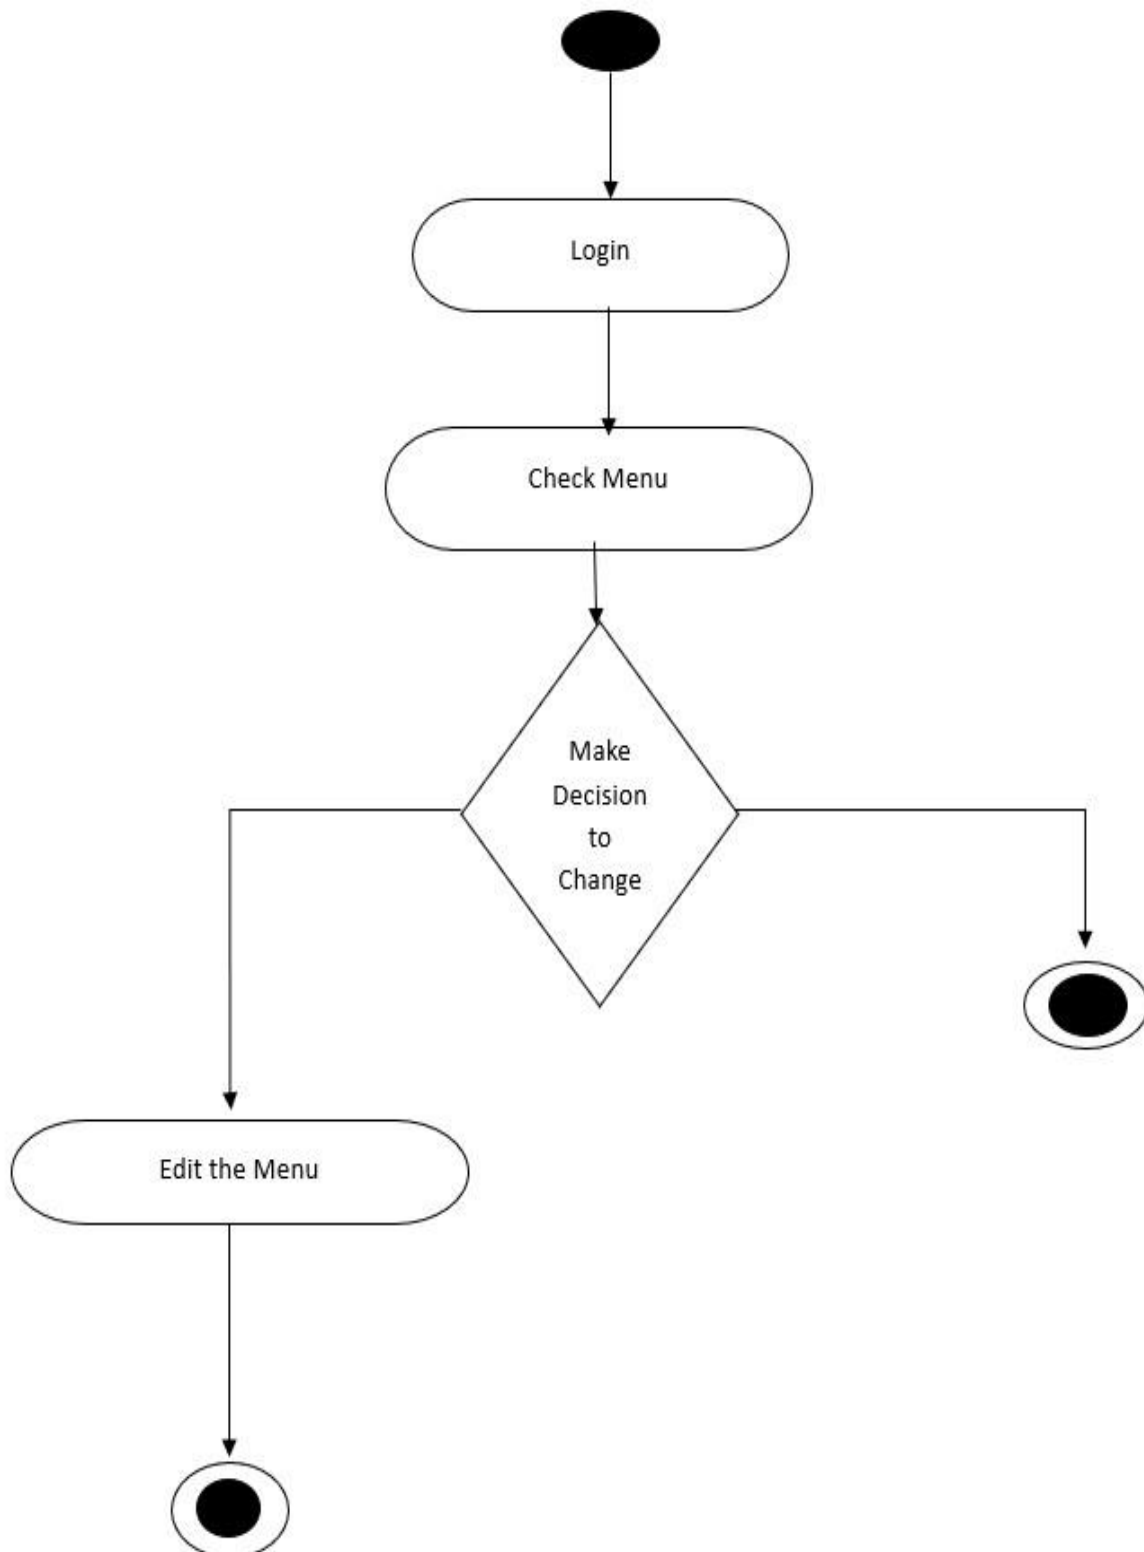 Login
Check Menu
Make
Decision
to
Change
Edit the Menu